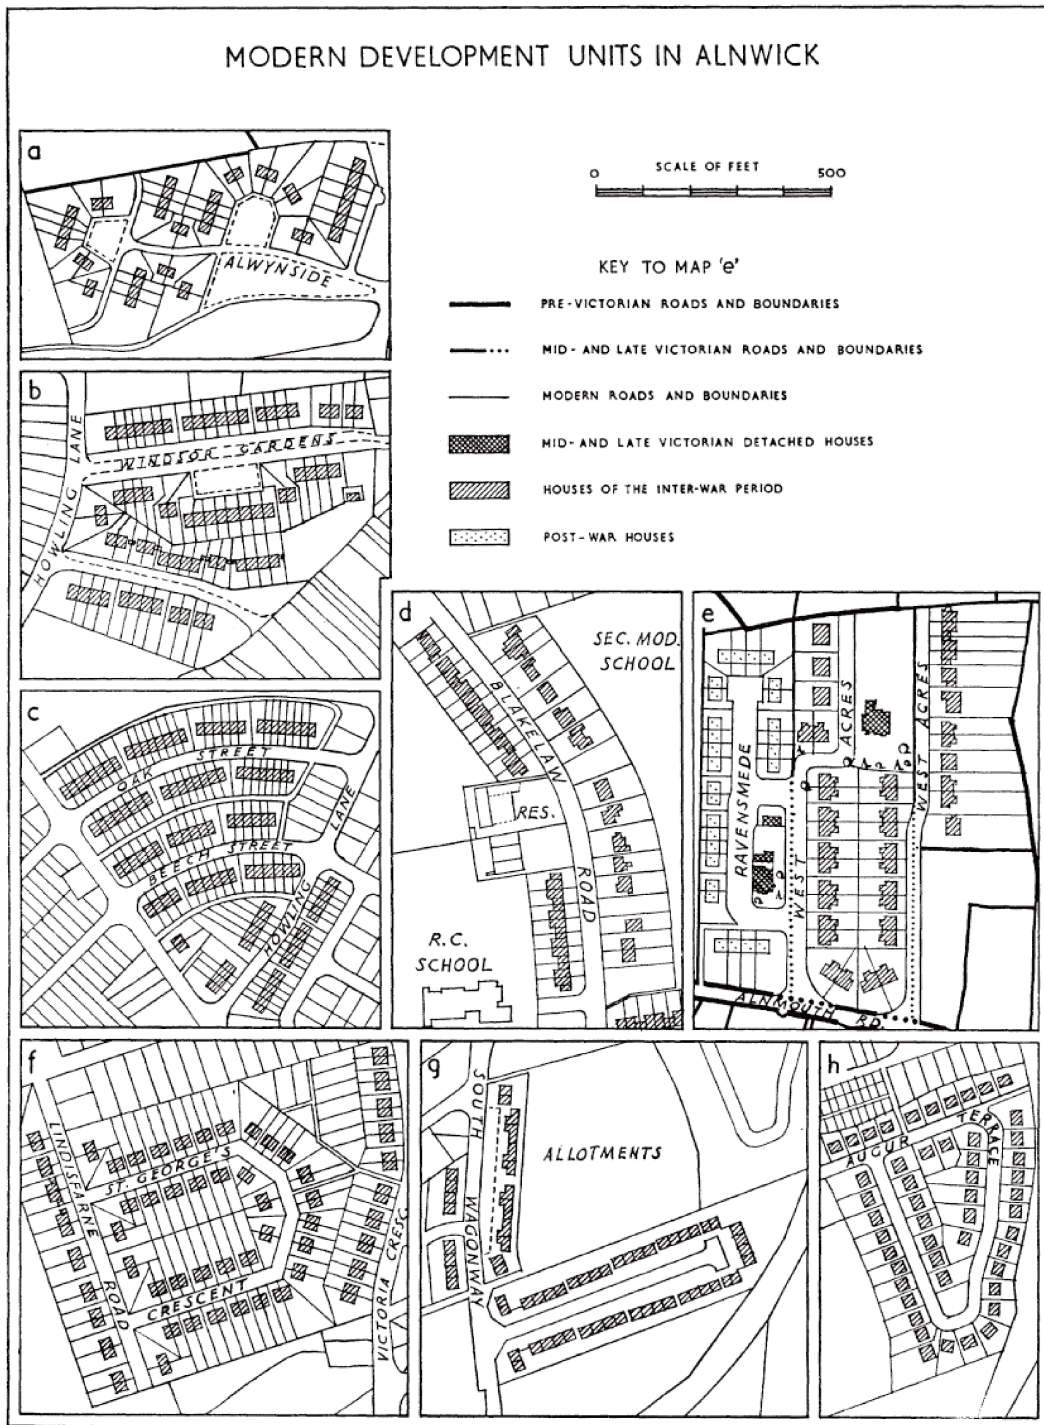 MODERN DEVELOPMENT UNITS IN ALNWICK
a
ALWYNSIDE
SCALE OF FEET
0 500
KEY TO MAP 'e'
PRE-VICTORIAN ROADS AND BOUNDARIES
MID- AND LATE VICTORIAN ROADS AND BOUNDARIES
MODERN ROADS AND BOUNDARIES
MID- AND LATE VICTORIAN DETACHED HOUSES
HOUSES OF THE INTER-WAR PERIOD
POST-WAR HOUSES
b
HOWLING LANE
WINDSOR GARDENS
c
OAK STREET
BEECH STREET
HOWLING LANE
d
BLAKELAW ROAD
SEC. MOD.
SCHOOL
RES.
R.C.
SCHOOL
e
RAVENSMEDE
WEST ACRES
WEST ACRES
ALNMOUTH RD.
f
LINDISFARNE ROAD
ST. GEORGE'S
CRESCENT
VICTORIA CRESC.
g
SOUTH WAGONWAY
ALLOTMENTS
h
AUGUR TERRACE